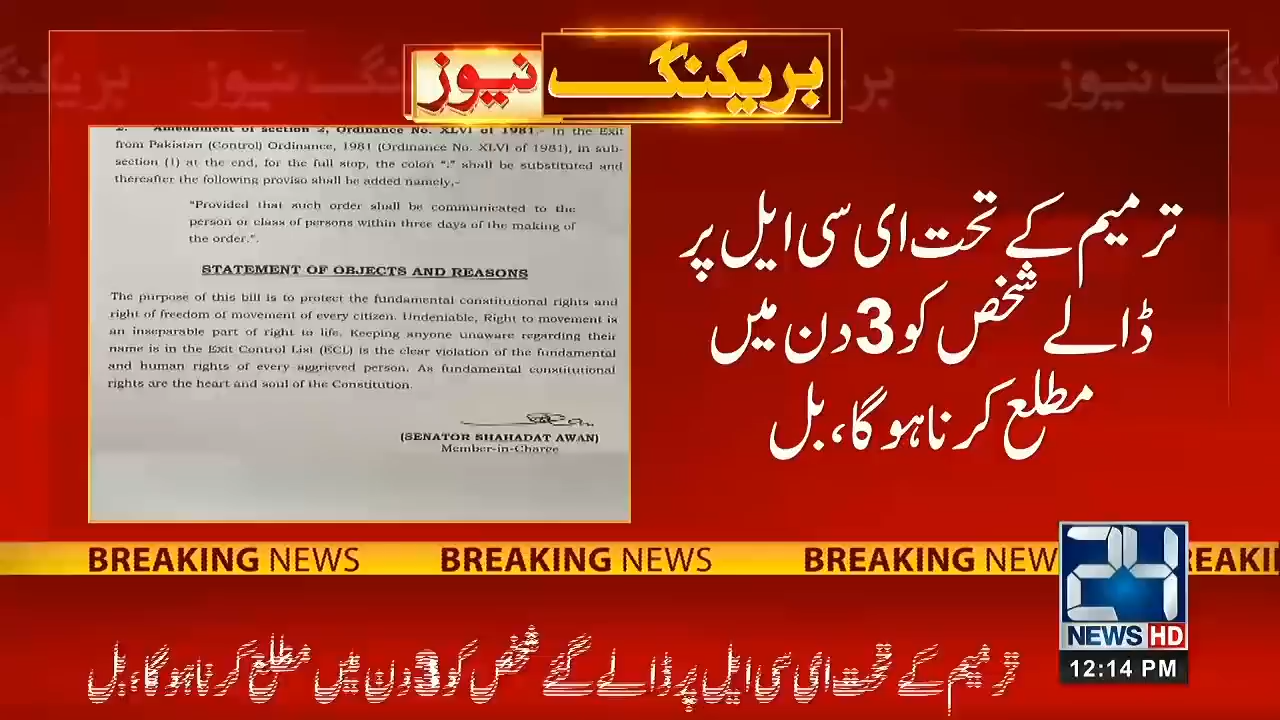 بریکنگ نیوز
2. Amendment of section 2, Ordinance No. XLVI of 1981.- In the Exit
from Pakistan (Control) Ordinance, 1981 (Ordinance No. XLVI of 1981), in sub-
section (1) at the end, for the full stop, the colon ":" shall be substituted and
thereafter the following proviso shall be added namely,-
"Provided that such order shall be communicated to the
person or class of persons within three days of the making of
the order.".
STATEMENT OF OBJECTS AND REASONS
The purpose of this bill is to protect the fundamental constitutional rights and
right of freedom of movement of every citizen. Undeniable, Right to movement is
an inseparable part of right to life. Keeping anyone unaware regarding their
name is in the Exit Control List (ECL) is the clear violation of the fundamental
and human rights of every aggrieved person. As fundamental constitutional
rights are the heart and soul of the Constitution.
(SENATOR SHAHADAT AWAN)
Member-in-Charge
ترمیم کے تحت ای سی ایل پر
ڈالے شخص کو 3 دن میں
مطلع کرنا ہوگا، بل
BREAKING NEWS BREAKING NEWS BREAKING NEW REAKI
24
NEWS HD
12:14 PM
ترمیم کے تحت ای سی ایل پر ڈالے گئے شخص کو 3 دن میں مطلع کرنا ہوگا، بل